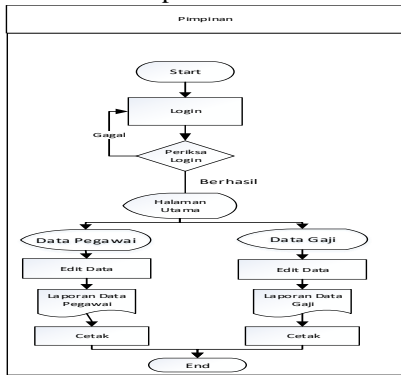 Pimpinan
Start
Login
Gagal
Periksa
Login
Berhasil
Halaman
Utama
Data Pegawai
Data Gaji
Edit Data
Edit Data
Laporan Data
Pegawai
Laporan Data
Gaji
Cetak
Cetak
End